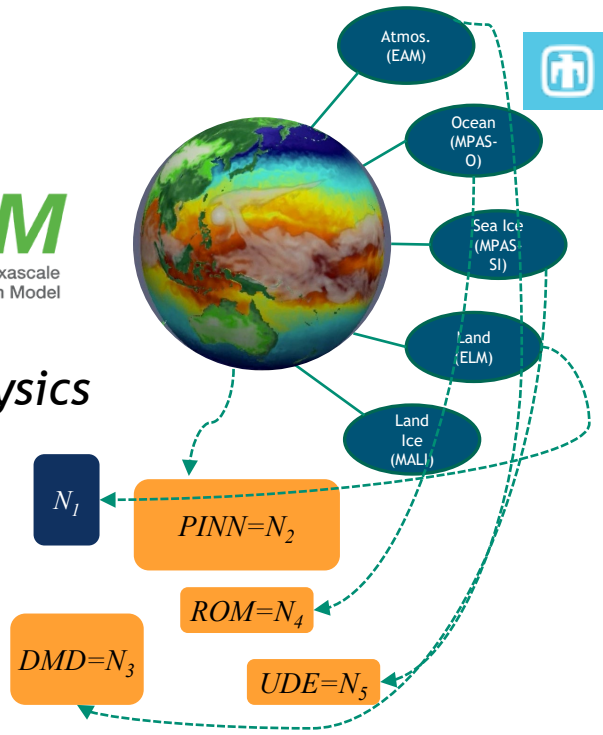 Atmos.
(EAM)
Ocean
(MPAS-
O)
M
xascale
n Model
Sea Ice
(MPAS-
SI)
Land
(ELM)
ysics
Land
Ice
(MALI)
N1
PINN=N2
ROM=N4
DMD=N3
UDE=N5